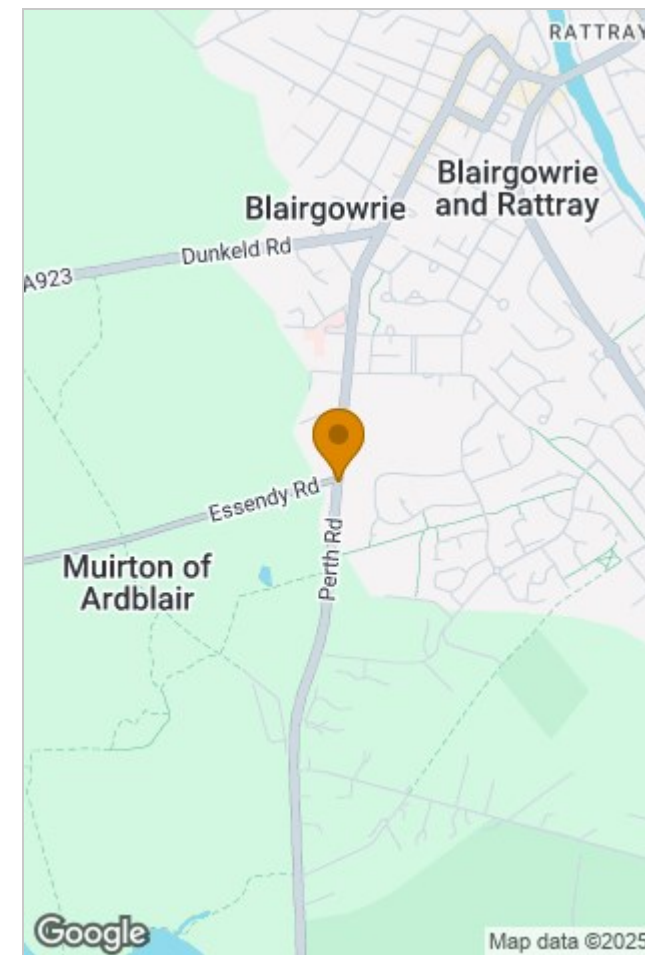 RATTRAY
Blairgowrie
and Rattray
Blairgowrie
Dunkeld Rd
A923
Essendy Rd
Perth Rd
Muirton of
Ardblair
Google
Map data ©2025